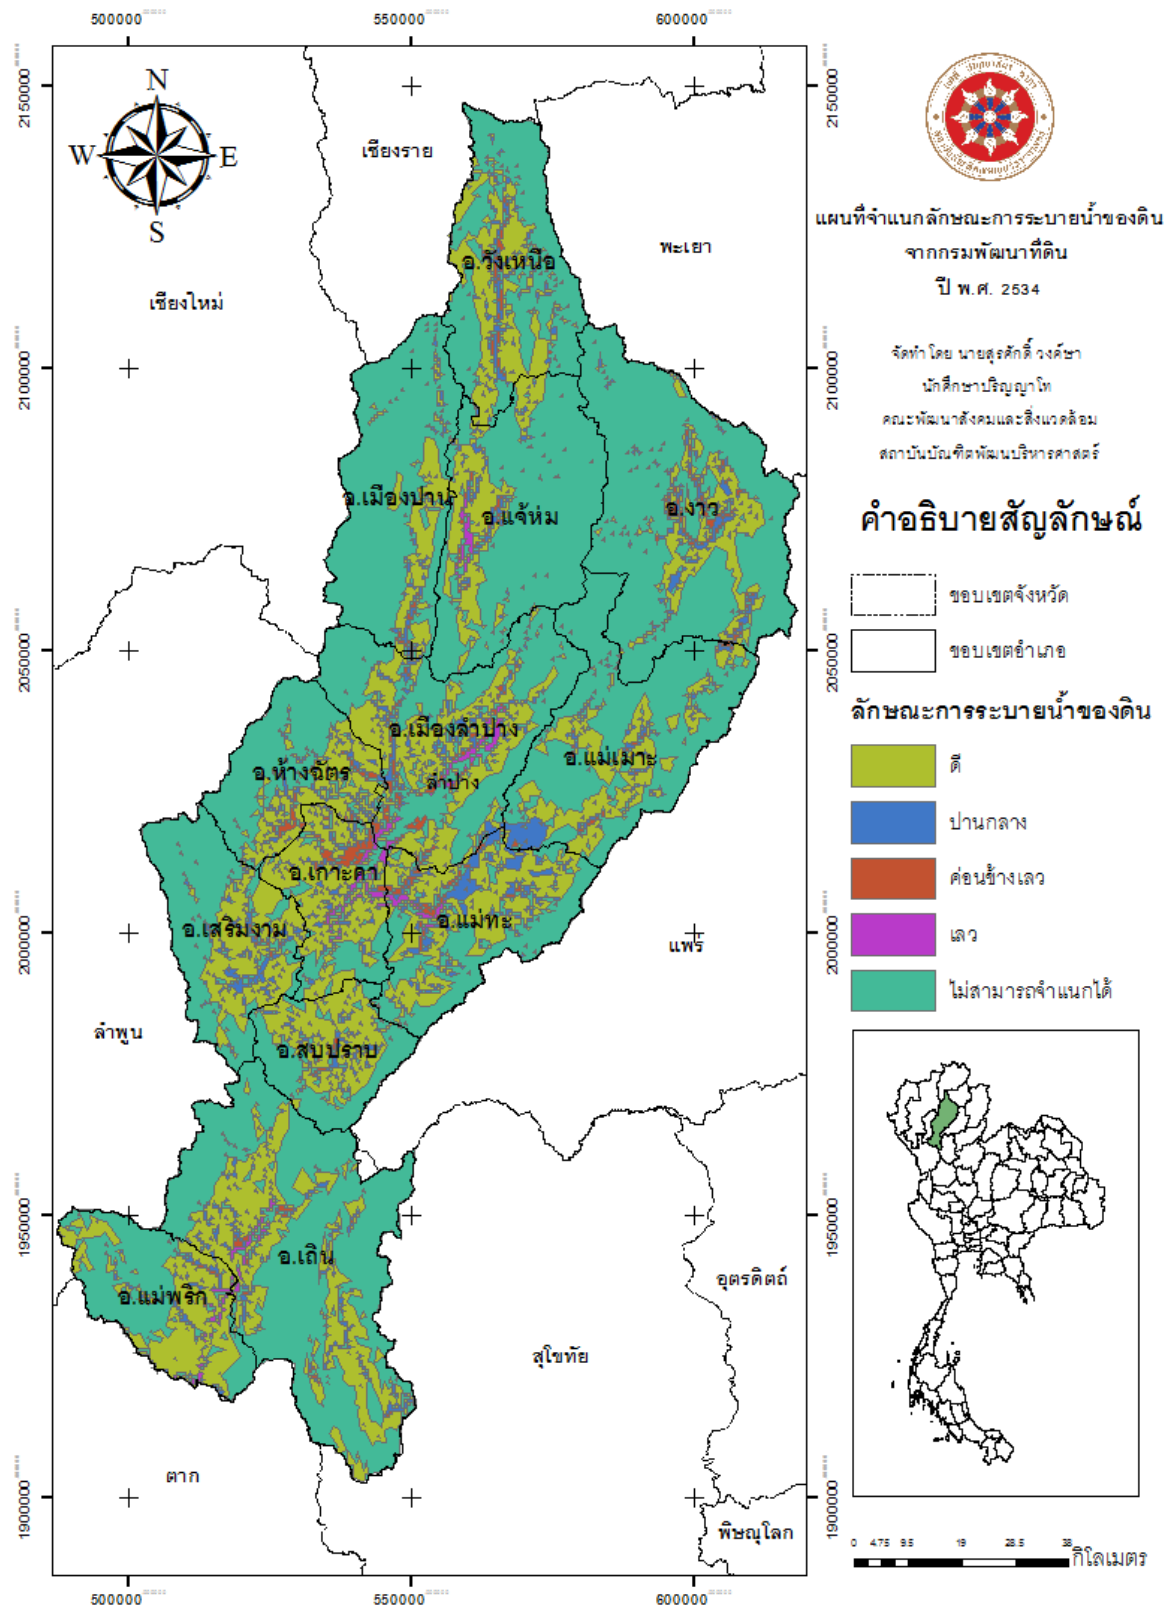 500000
550000
600000
2150000
2150000
N
W
E
S
เชียงราย
พะเยา
เชียงใหม่
แผนที่จำแนกลักษณะการระบายน้ำของดิน
จากกรมพัฒนาที่ดิน
ปี พ.ศ. 2534
จัดทำโดย นายสุรศักดิ์ วงค์ษา
นักศึกษาปริญญาโท
คณะพัฒนาสังคมและสิ่งแวดล้อม
สถาบันบัณฑิตพัฒนบริหารศาสตร์
อ.วังเหนือ
2100000
2100000
อ.เมืองปาน
อ.แจ้ห่ม
อ.งาว
คำอธิบายสัญลักษณ์
ขอบเขตจังหวัด
ขอบเขตอำเภอ
2050000
2050000
ลักษณะการระบายน้ำของดิน
ดี
ปานกลาง
ค่อนข้างเลว
เลว
ไม่สามารถจำแนกได้
อ.เมืองลำปาง
อ.แม่เมาะ
อ.ห้างฉัตร
ลำปาง
อ.เกาะคา
อ.เสริมงาม
อ.แม่ทะ
แพร่
2000000
2000000
ลำพูน
อ.สบปราบ
1950000
1950000
อ.เถิน
อ.แม่พริก
อุตรดิตถ์
สุโขทัย
ตาก
1900000
1900000
พิษณุโลก
0 4.75 9.5 19 28.5 38
กิโลเมตร
500000
550000
600000